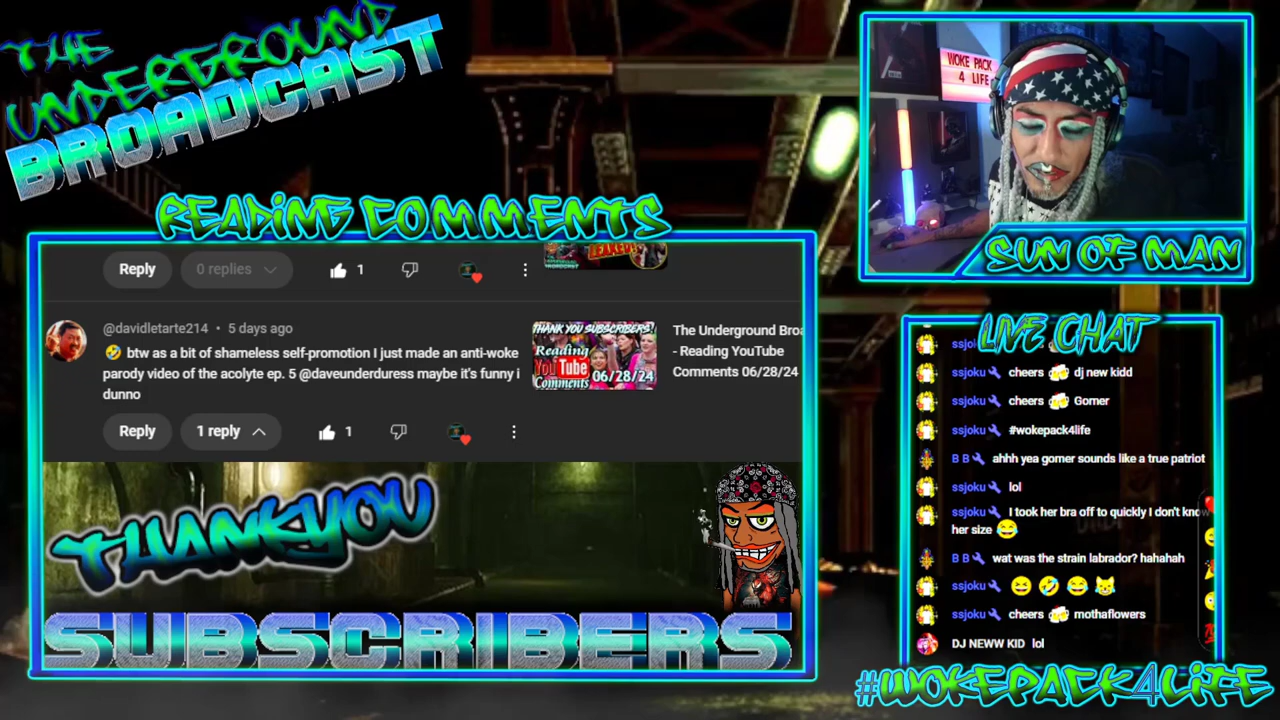 THE
UNDERGROUND
BROADCAST
READING COMMENTS
LEAKED!
Reply
0 replies
1
@davidletarte214 • 5 days ago
🤣 btw as a bit of shameless self-promotion I just made an anti-woke
parody video of the acolyte ep. 5 @daveunderduress maybe it's funny i
dunno
THANK YOU SUBSCRIBERS!
Reading
YouTube
Comments
06/28/24
The Underground Broa
- Reading YouTube
Comments 06/28/24
Reply
1 reply
1
THANKYOU
SUBSCRIBERS
WOKE PACK
4 LIFE
SUN OF MAN
LIVE CHAT
ssjo
ssjoku cheers 🍻 dj new kidd
ssjoku cheers 🍻 Gomer
ssjoku #wokepack4life
B B ahhh yea gomer sounds like a true patriot
ssjoku lol
ssjoku I took her bra off to quickly I don't know
her size 😂
B B wat was the strain labrador? hahahah
ssjoku 😆 🤣 😂 😹
ssjoku cheers 🍻 mothaflowers
DJ NEWW KID lol
#WOKEPACK4LIFE